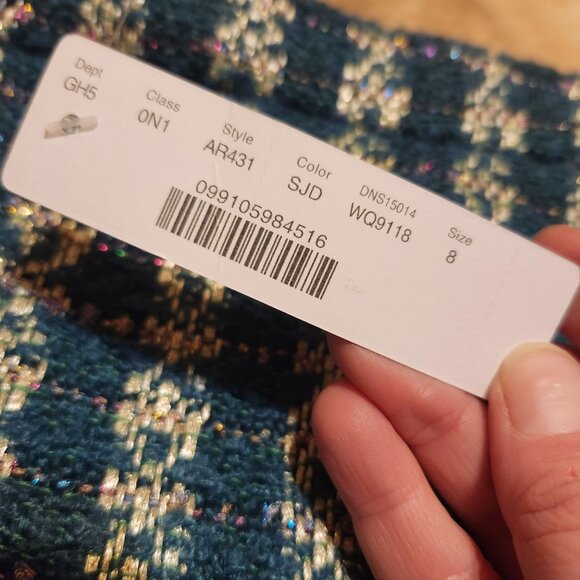 Dept Class Style Color DNS15014 Size
GH5 0N1 AR431 SJD WQ9118 8
099105984516